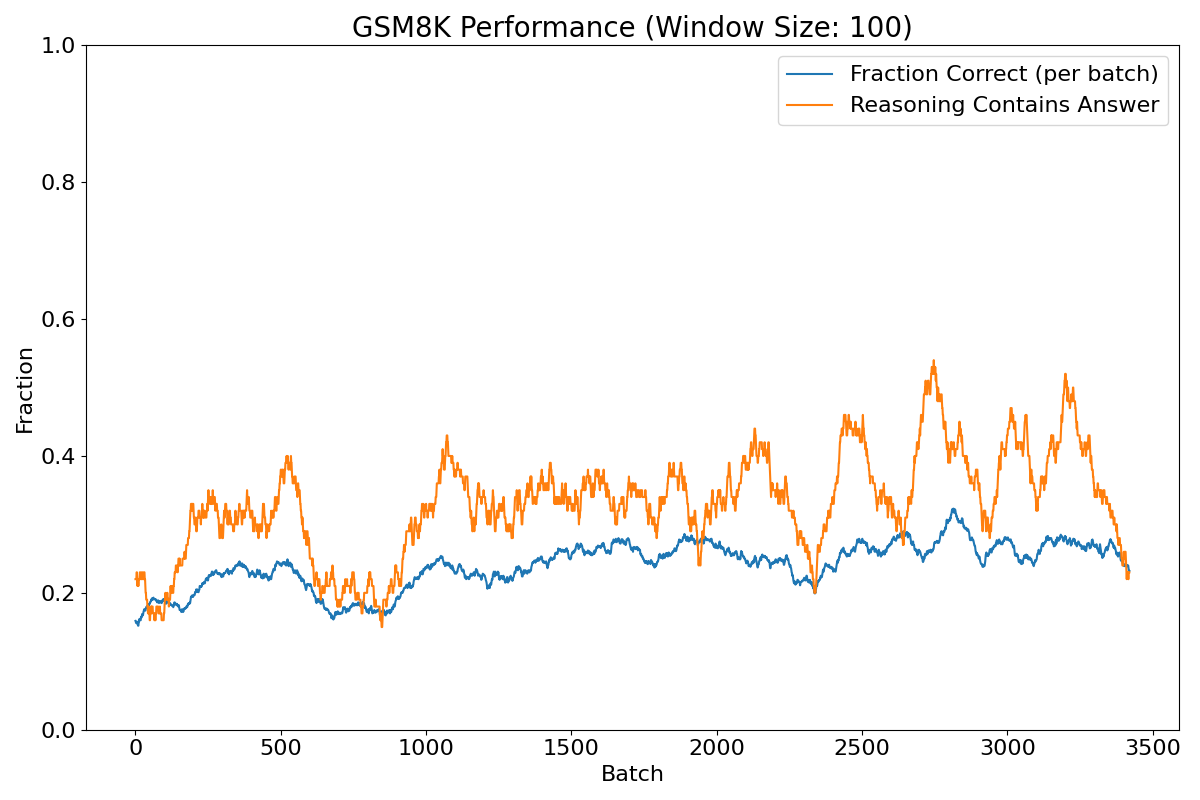 GSM8K Performance (Window Size: 100)
Fraction Correct (per batch)
Reasoning Contains Answer
Fraction
1.0
0.8
0.6
0.4
0.2
0.0
0 500 1000 1500 2000 2500 3000 3500
Batch